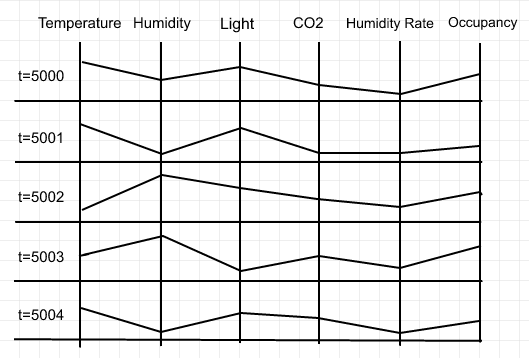 Temperature Humidity Light CO2 Humidity Rate Occupancy
t=5000
t=5001
t=5002
t=5003
t=5004